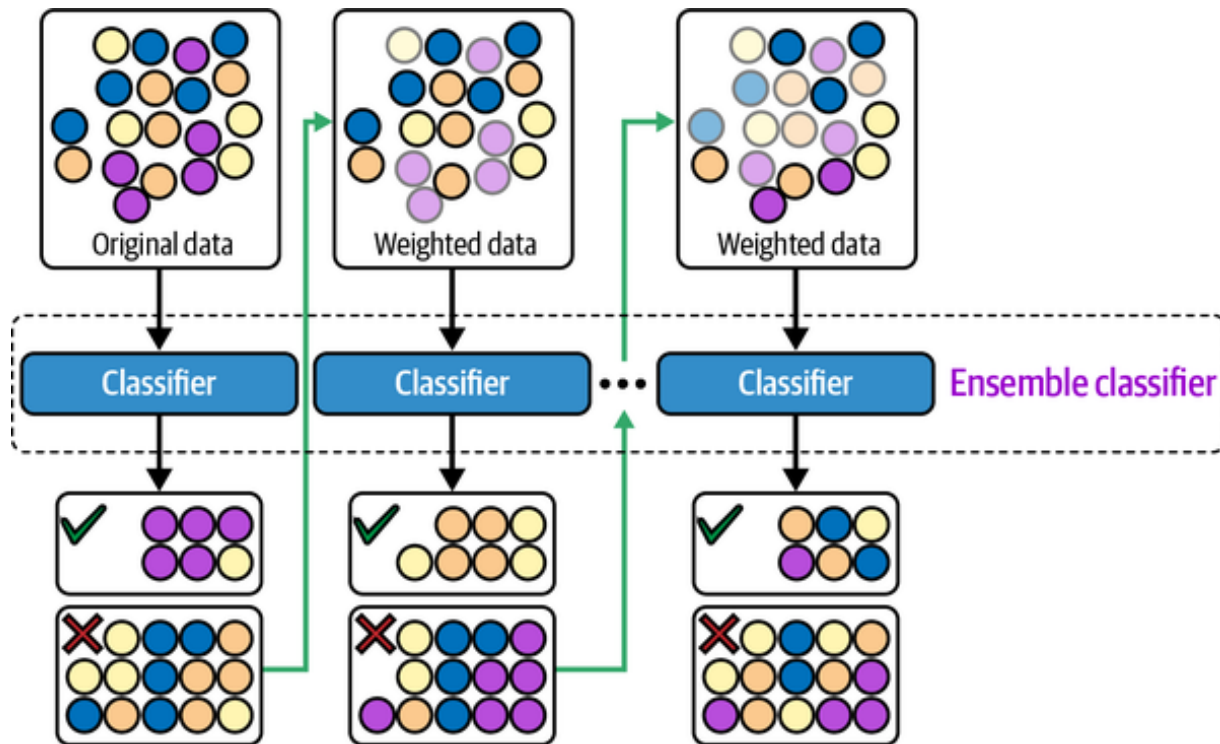 Original data
Weighted data
Weighted data
Classifier
Classifier
Classifier
Ensemble classifier